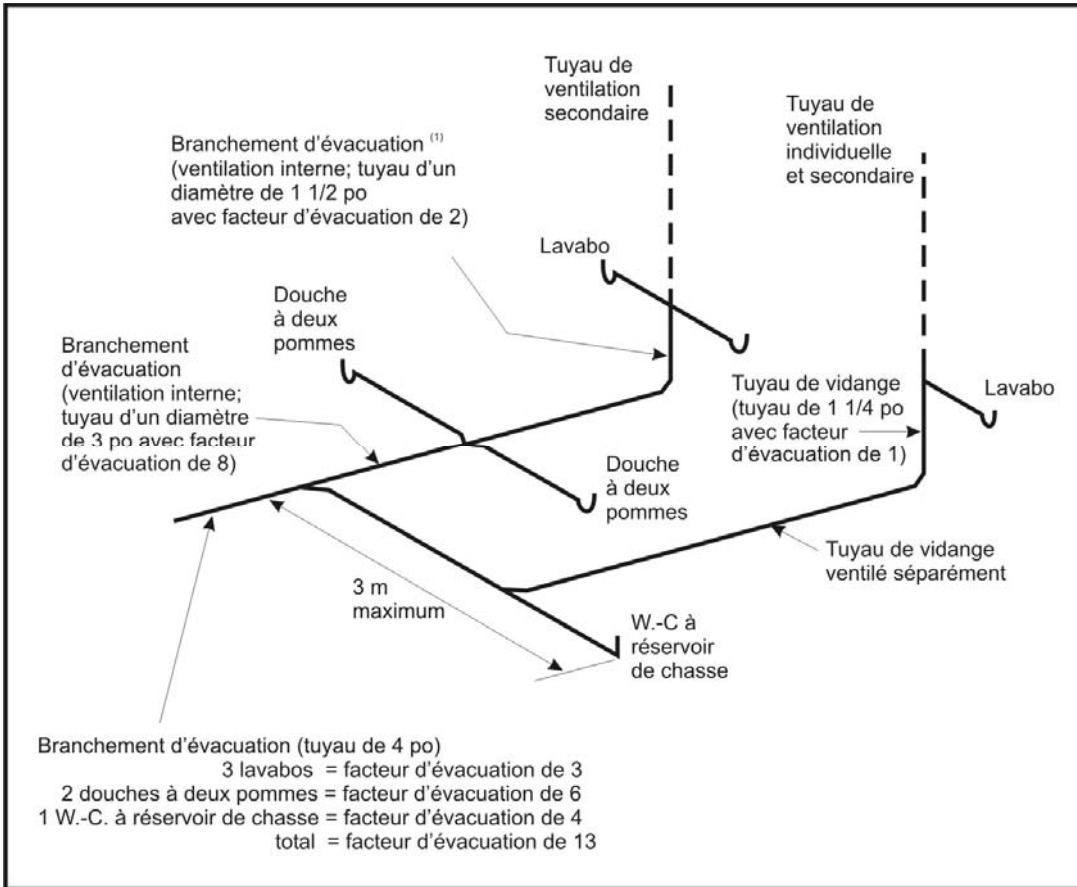 Tuyau de
ventilation
secondaire
Tuyau de
ventilation
individuelle
et secondaire
Branchement d'évacuation (1)
(ventilation interne; tuyau d'un
diamètre de 1 1/2 po
avec facteur d'évacuation de 2)
Lavabo
Douche
à deux
pommes
Branchement
d'évacuation
(ventilation interne;
tuyau d'un diamètre
de 3 po avec facteur
d'évacuation de 8)
Tuyau de vidange
(tuyau de 1 1/4 po
avec facteur
d'évacuation de 1)
Lavabo
Douche
à deux
pommes
Tuyau de vidange
ventilé séparément
3 m
maximum
W.-C à
réservoir
de chasse
Branchement d'évacuation (tuyau de 4 po)
3 lavabos = facteur d'évacuation de 3
2 douches à deux pommes = facteur d'évacuation de 6
1 W.-C. à réservoir de chasse = facteur d'évacuation de 4
total = facteur d'évacuation de 13